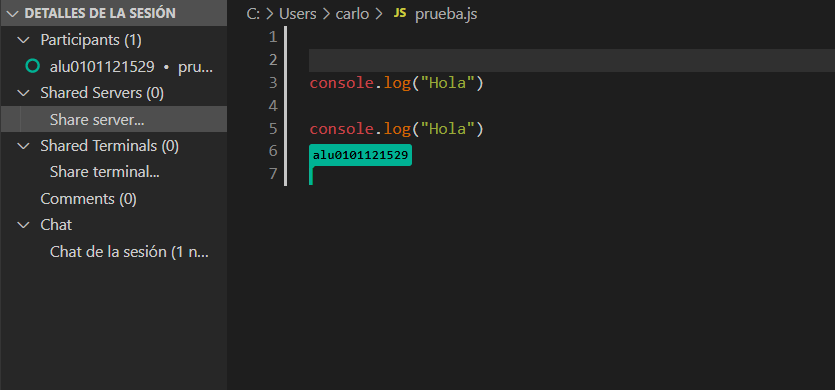 DETALLES DE LA SESIÓN
Participants (1)
alu0101121529 • pru...
Shared Servers (0)
Share server...
Shared Terminals (0)
Share terminal...
Comments (0)
Chat
Chat de la sesión (1 n...
C: > Users > carlo > JS prueba.js
1
2
3 console.log("Hola")
4
5 console.log("Hola")
6 alu0101121529
7